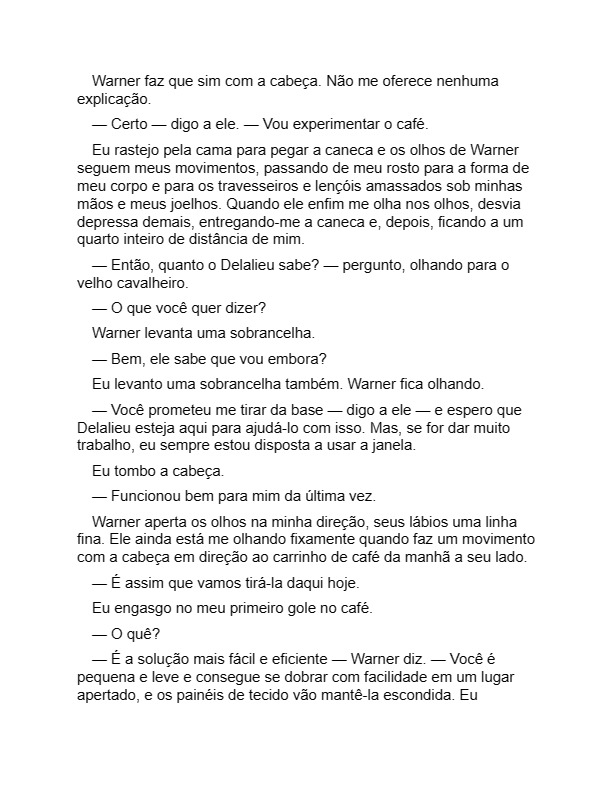 Warner faz que sim com a cabeça. Não me oferece nenhuma
explicação.
— Certo — digo a ele. — Vou experimentar o café.
Eu rastejo pela cama para pegar a caneca e os olhos de Warner
seguem meus movimentos, passando de meu rosto para a forma de
meu corpo e para os travesseiros e lençóis amassados sob minhas
mãos e meus joelhos. Quando ele enfim me olha nos olhos, desvia
depressa demais, entregando-me a caneca e, depois, ficando a um
quarto inteiro de distância de mim.
— Então, quanto o Delalieu sabe? — pergunto, olhando para o
velho cavalheiro.
— O que você quer dizer?
Warner levanta uma sobrancelha.
— Bem, ele sabe que vou embora?
Eu levanto uma sobrancelha também. Warner fica olhando.
— Você prometeu me tirar da base — digo a ele — e espero que
Delalieu esteja aqui para ajudá-lo com isso. Mas, se for dar muito
trabalho, eu sempre estou disposta a usar a janela.
Eu tombo a cabeça.
— Funcionou bem para mim da última vez.
Warner aperta os olhos na minha direção, seus lábios uma linha
fina. Ele ainda está me olhando fixamente quando faz um movimento
com a cabeça em direção ao carrinho de café da manhã a seu lado.
— É assim que vamos tirá-la daqui hoje.
Eu engasgo no meu primeiro gole no café.
— O quê?
— É a solução mais fácil e eficiente — Warner diz. — Você é
pequena e leve e consegue se dobrar com facilidade em um lugar
apertado, e os painéis de tecido vão mantê-la escondida. Eu